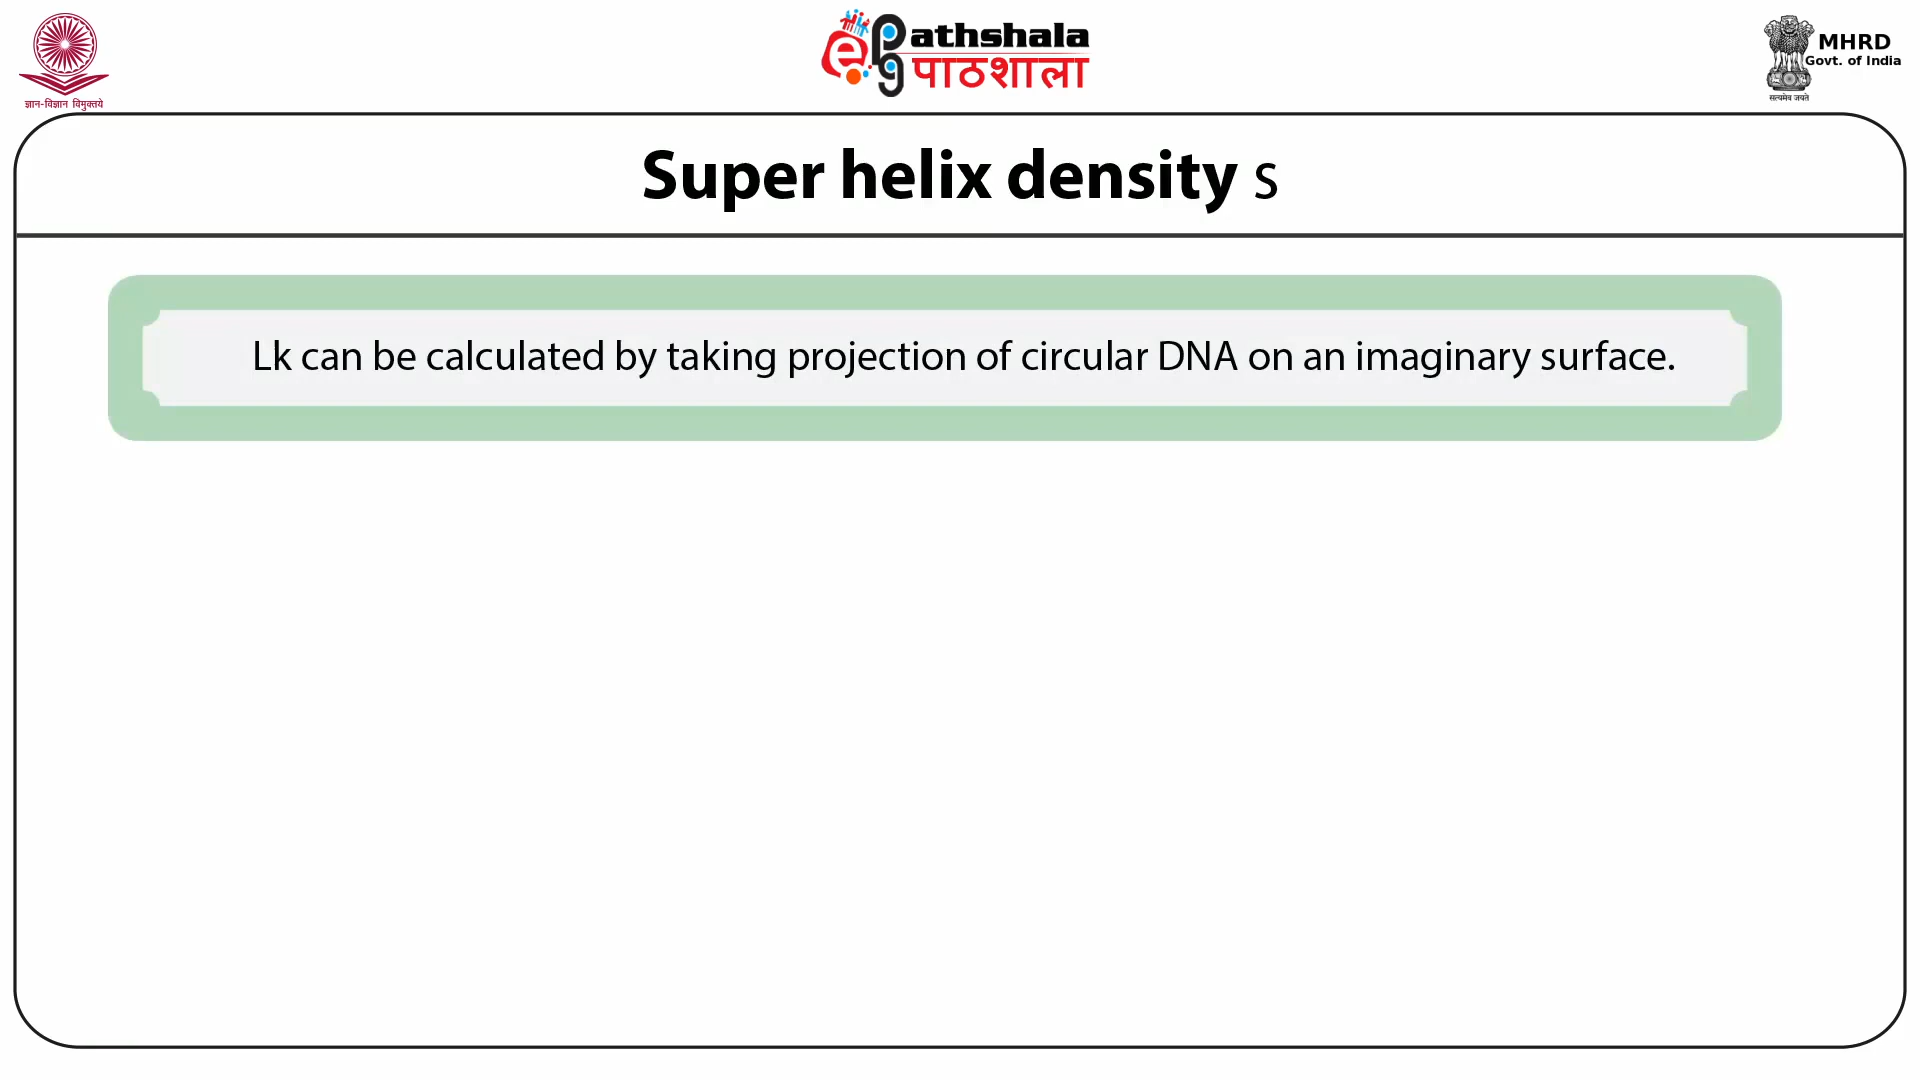 ज्ञान-विज्ञान विमुक्तये
ePG athshala
पाठशाला
MHRD
Govt. of India
सत्यमेव जयते
Super helix density s
Lk can be calculated by taking projection of circular DNA on an imaginary surface.